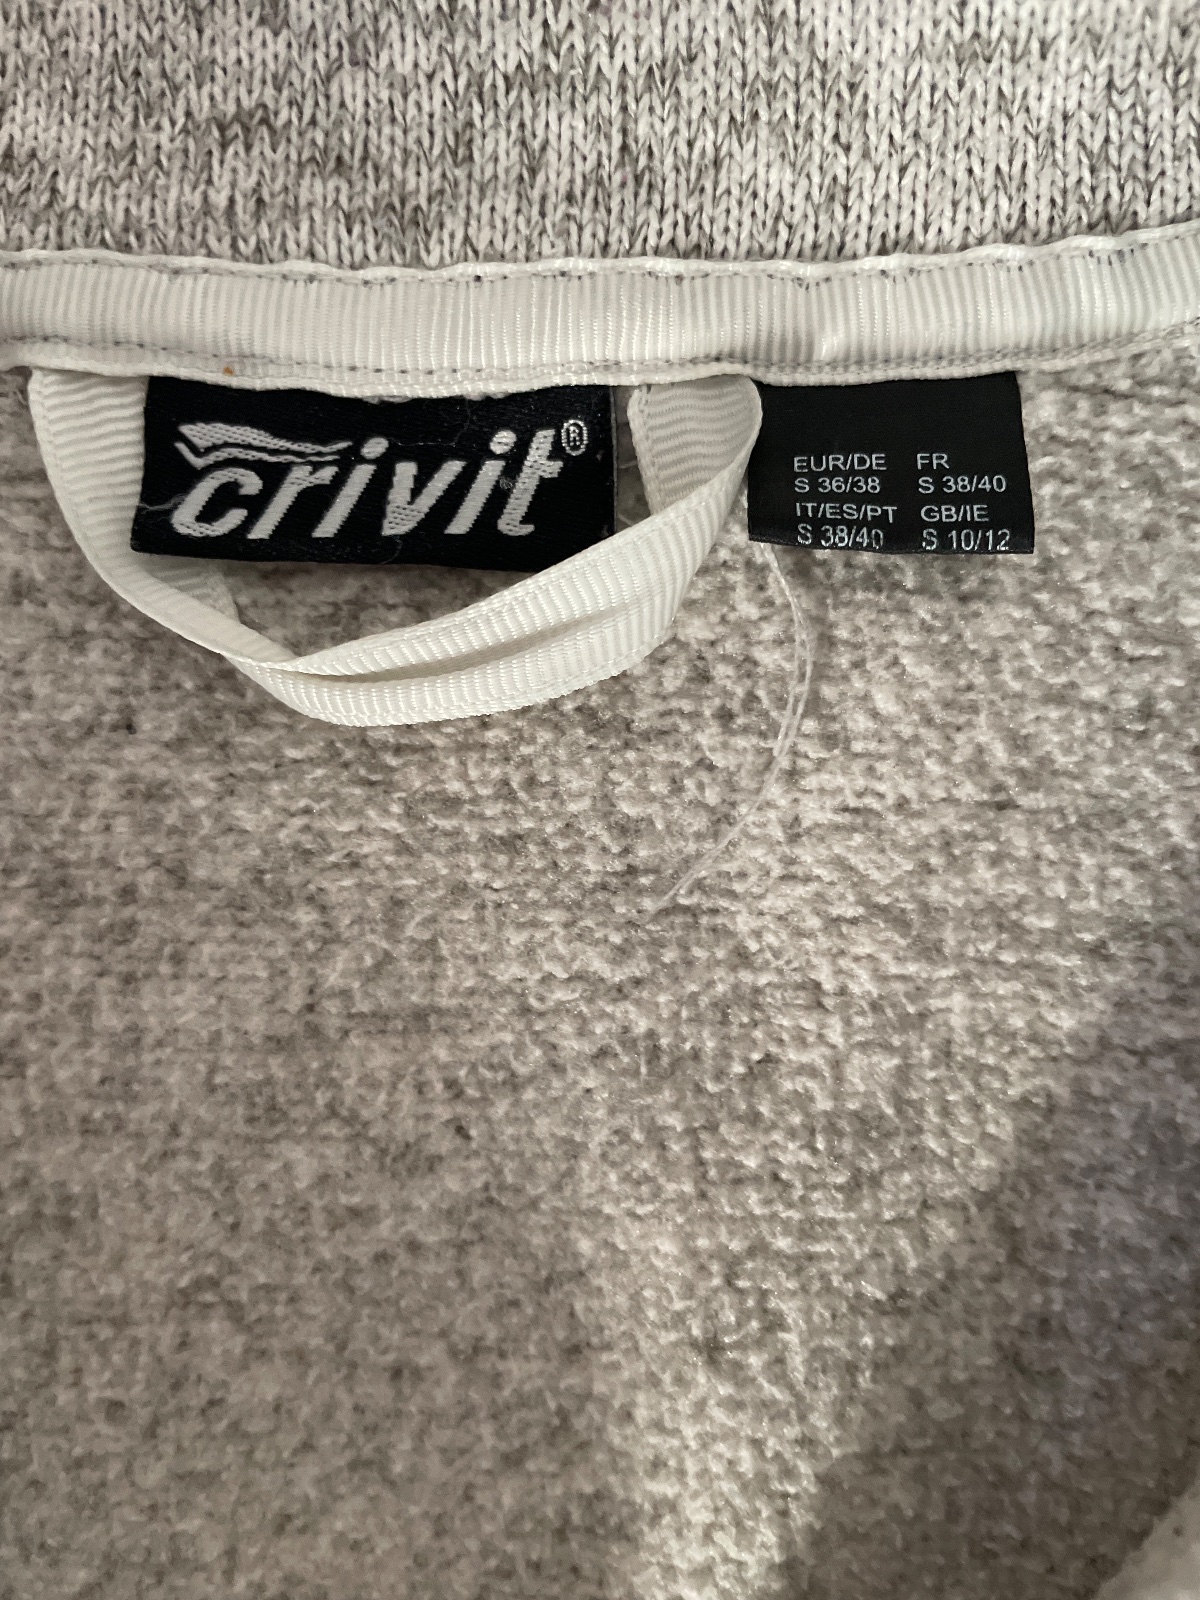 crivit®
EUR/DE FR
S 36/38 S 38/40
IT/ES/PT GB/IE
S 38/40 S 10/12